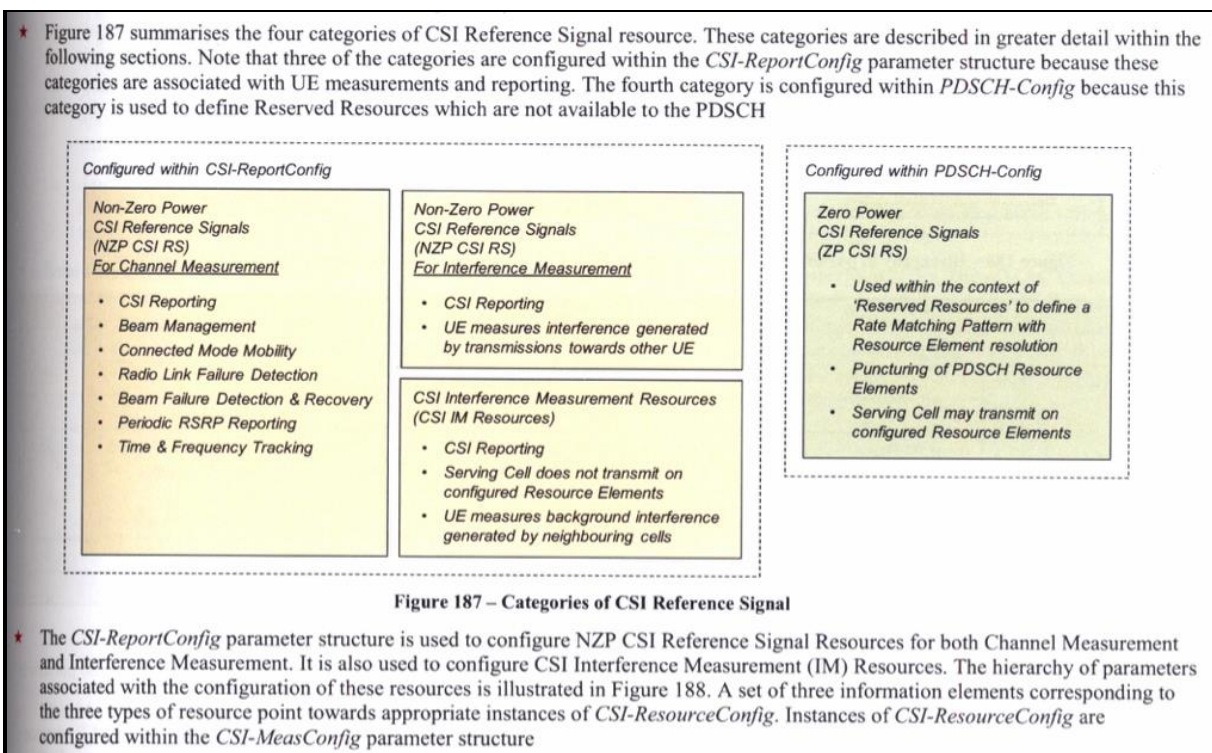 ★ Figure 187 summarises the four categories of CSI Reference Signal resource. These categories are described in greater detail within the
following sections. Note that three of the categories are configured within the CSI-ReportConfig parameter structure because these
categories are associated with UE measurements and reporting. The fourth category is configured within PDSCH-Config because this
category is used to define Reserved Resources which are not available to the PDSCH
Configured within CSI-ReportConfig
Non-Zero Power
CSI Reference Signals
(NZP CSI RS)
For Channel Measurement
• CSI Reporting
• Beam Management
• Connected Mode Mobility
• Radio Link Failure Detection
• Beam Failure Detection & Recovery
• Periodic RSRP Reporting
• Time & Frequency Tracking
Non-Zero Power
CSI Reference Signals
(NZP CSI RS)
For Interference Measurement
• CSI Reporting
• UE measures interference generated
by transmissions towards other UE
CSI Interference Measurement Resources
(CSI IM Resources)
• CSI Reporting
• Serving Cell does not transmit on
configured Resource Elements
• UE measures background interference
generated by neighbouring cells
Configured within PDSCH-Config
Zero Power
CSI Reference Signals
(ZP CSI RS)
• Used within the context of
'Reserved Resources' to define a
Rate Matching Pattern with
Resource Element resolution
• Puncturing of PDSCH Resource
Elements
• Serving Cell may transmit on
configured Resource Elements
Figure 187 – Categories of CSI Reference Signal
★ The CSI-ReportConfig parameter structure is used to configure NZP CSI Reference Signal Resources for both Channel Measurement
and Interference Measurement. It is also used to configure CSI Interference Measurement (IM) Resources. The hierarchy of parameters
associated with the configuration of these resources is illustrated in Figure 188. A set of three information elements corresponding to
the three types of resource point towards appropriate instances of CSI-ResourceConfig. Instances of CSI-ResourceConfig are
configured within the CSI-MeasConfig parameter structure